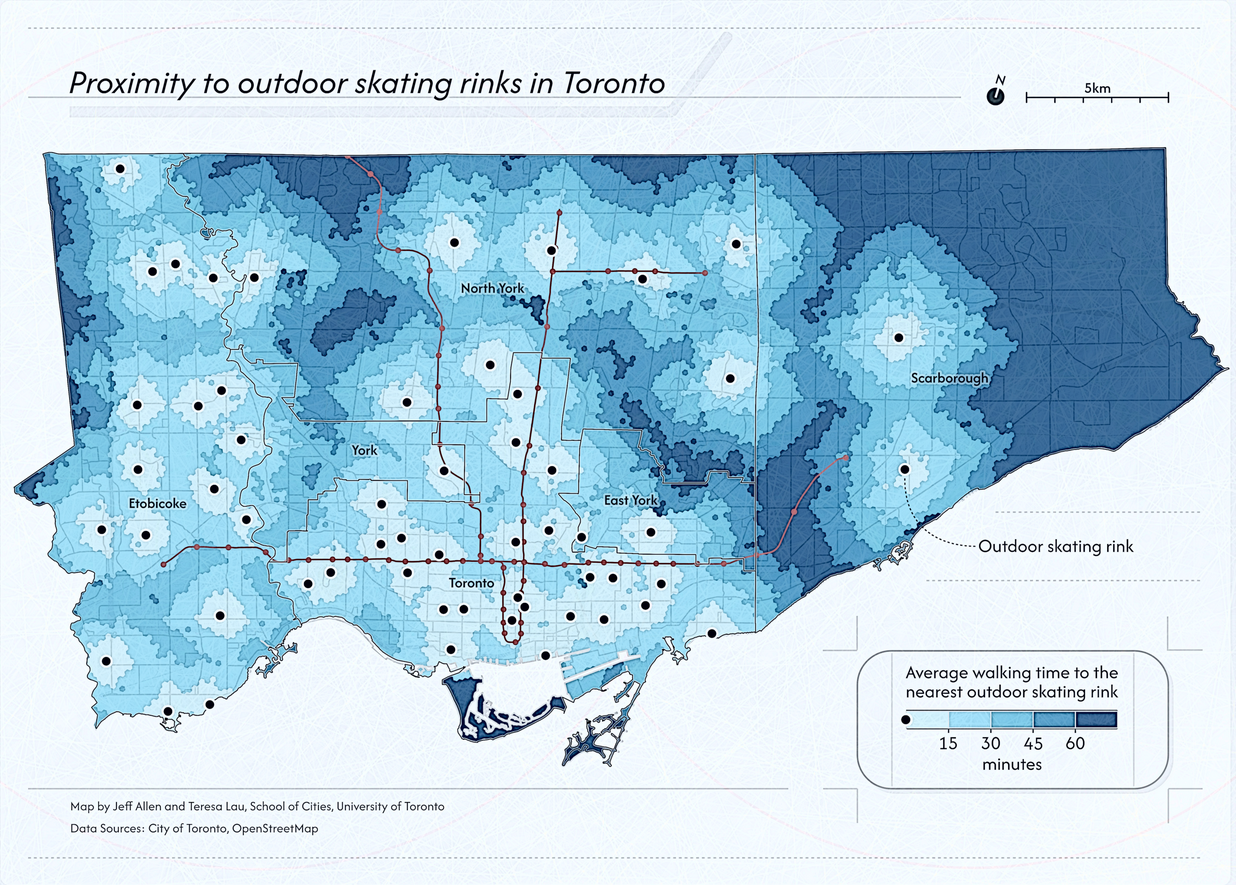 Proximity to outdoor skating rinks in Toronto
N
5km
North York
Scarborough
York
Etobicoke
East York
Outdoor skating rink
Toronto
Average walking time to the
nearest outdoor skating rink
15 30 45 60
minutes
Map by Jeff Allen and Teresa Lau, School of Cities, University of Toronto
Data Sources: City of Toronto, OpenStreetMap